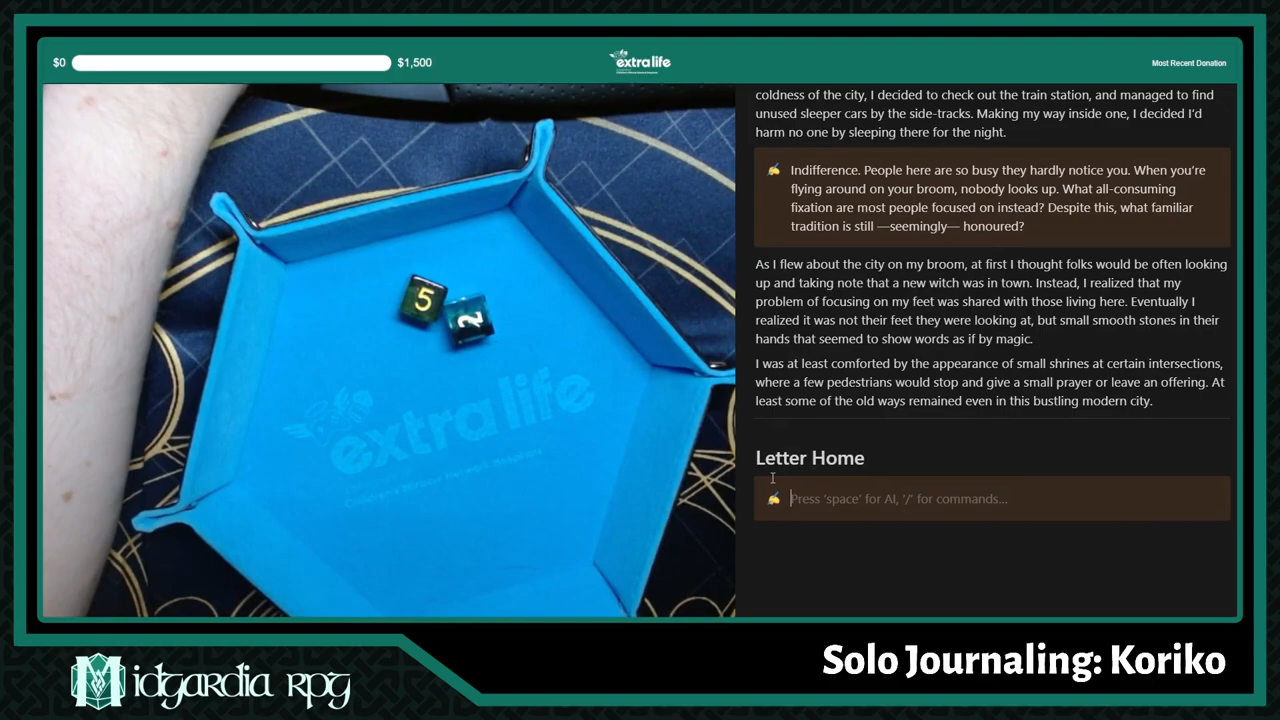 $0
$1,500
extra life
Most Recent Donation
coldness of the city, I decided to check out the train station, and managed to find
unused sleeper cars by the side-tracks. Making my way inside one, I decided I'd
harm no one by sleeping there for the night.
Indifference. People here are so busy they hardly notice you. When you're
flying around on your broom, nobody looks up. What all-consuming
fixation are most people focused on instead? Despite this, what familiar
tradition is still —seemingly— honoured?
As I flew about the city on my broom, at first I thought folks would be often looking
up and taking note that a new witch was in town. Instead, I realized that my
problem of focusing on my feet was shared with those living here. Eventually I
realized it was not their feet they were looking at, but small smooth stones in their
hands that seemed to show words as if by magic.
I was at least comforted by the appearance of small shrines at certain intersections,
where a few pedestrians would stop and give a small prayer or leave an offering. At
least some of the old ways remained even in this bustling modern city.
Letter Home
Press 'space' for AI, '/' for commands...
5
2
extra life
Solo Journaling: Koriko
Midgardia RPG